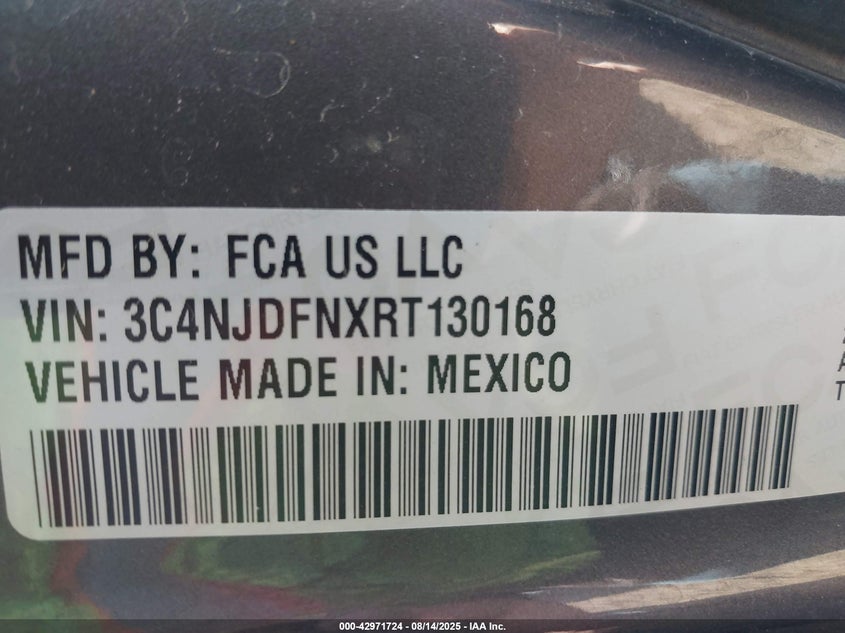 MFD BY: FCA US LLC
VIN: 3C4NJDFNXRT130168
VEHICLE MADE IN: MEXICO
000-42971724 - 08/14/2025 - IAA Inc.